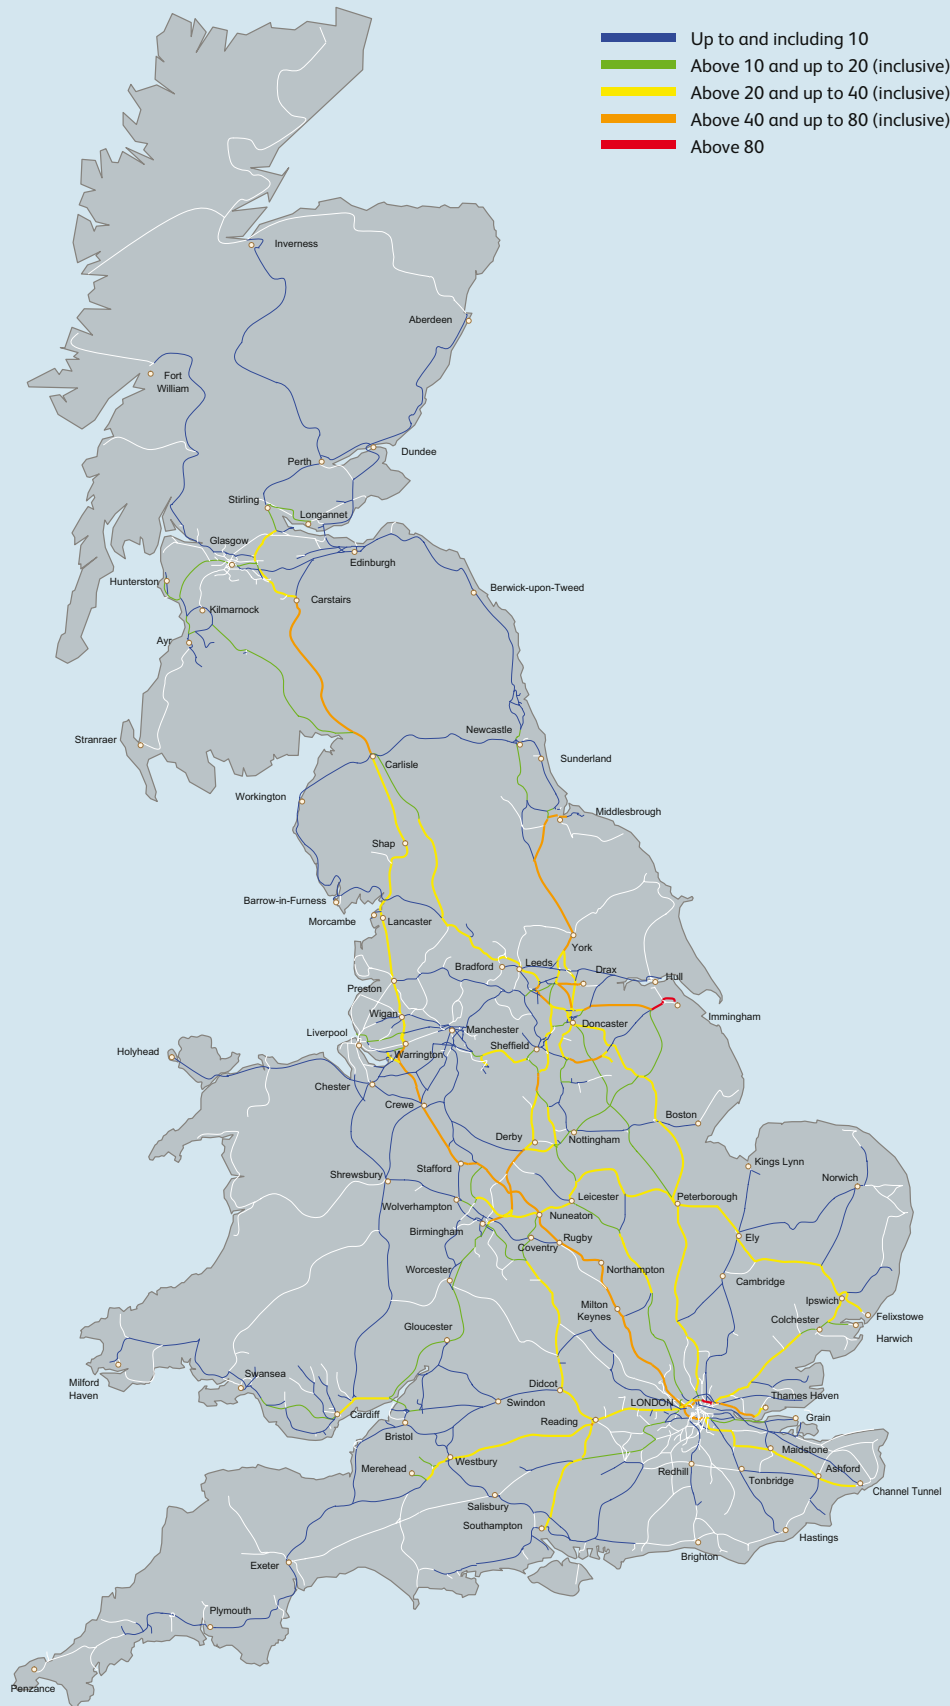 Up to and including 10
Above 10 and up to 20 (inclusive)
Above 20 and up to 40 (inclusive)
Above 40 and up to 80 (inclusive)
Above 80
Inverness
Aberdeen
Fort
William
Dundee
Perth
Stirling
Longannet
Glasgow
Edinburgh
Hunterston
Berwick-upon-Tweed
Carstairs
Kilmarnock
Ayr
Newcastle
Stranraer
Sunderland
Carlisle
Workington
Middlesbrough
Shap
Barrow-in-Furness
Morcambe
Lancaster
York
Bradford
Leeds
Drax
Hull
Preston
Wigan
Immingham
Doncaster
Liverpool
Manchester
Sheffield
Holyhead
Warrington
Chester
Crewe
Boston
Derby
Nottingham
Kings Lynn
Stafford
Shrewsbury
Norwich
Leicester
Peterborough
Wolverhampton
Nuneaton
Birmingham
Rugby
Ely
Coventry
Worcester
Northampton
Cambridge
Ipswich
Milton
Keynes
Felixstowe
Colchester
Gloucester
Harwich
Swansea
Milford
Haven
Didcot
Thames Haven
LONDON
Swindon
Cardiff
Reading
Grain
Bristol
Maidstone
Westbury
Merehead
Redhill
Ashford
Tonbridge
Channel Tunnel
Salisbury
Southampton
Hastings
Brighton
Exeter
Plymouth
Penzance